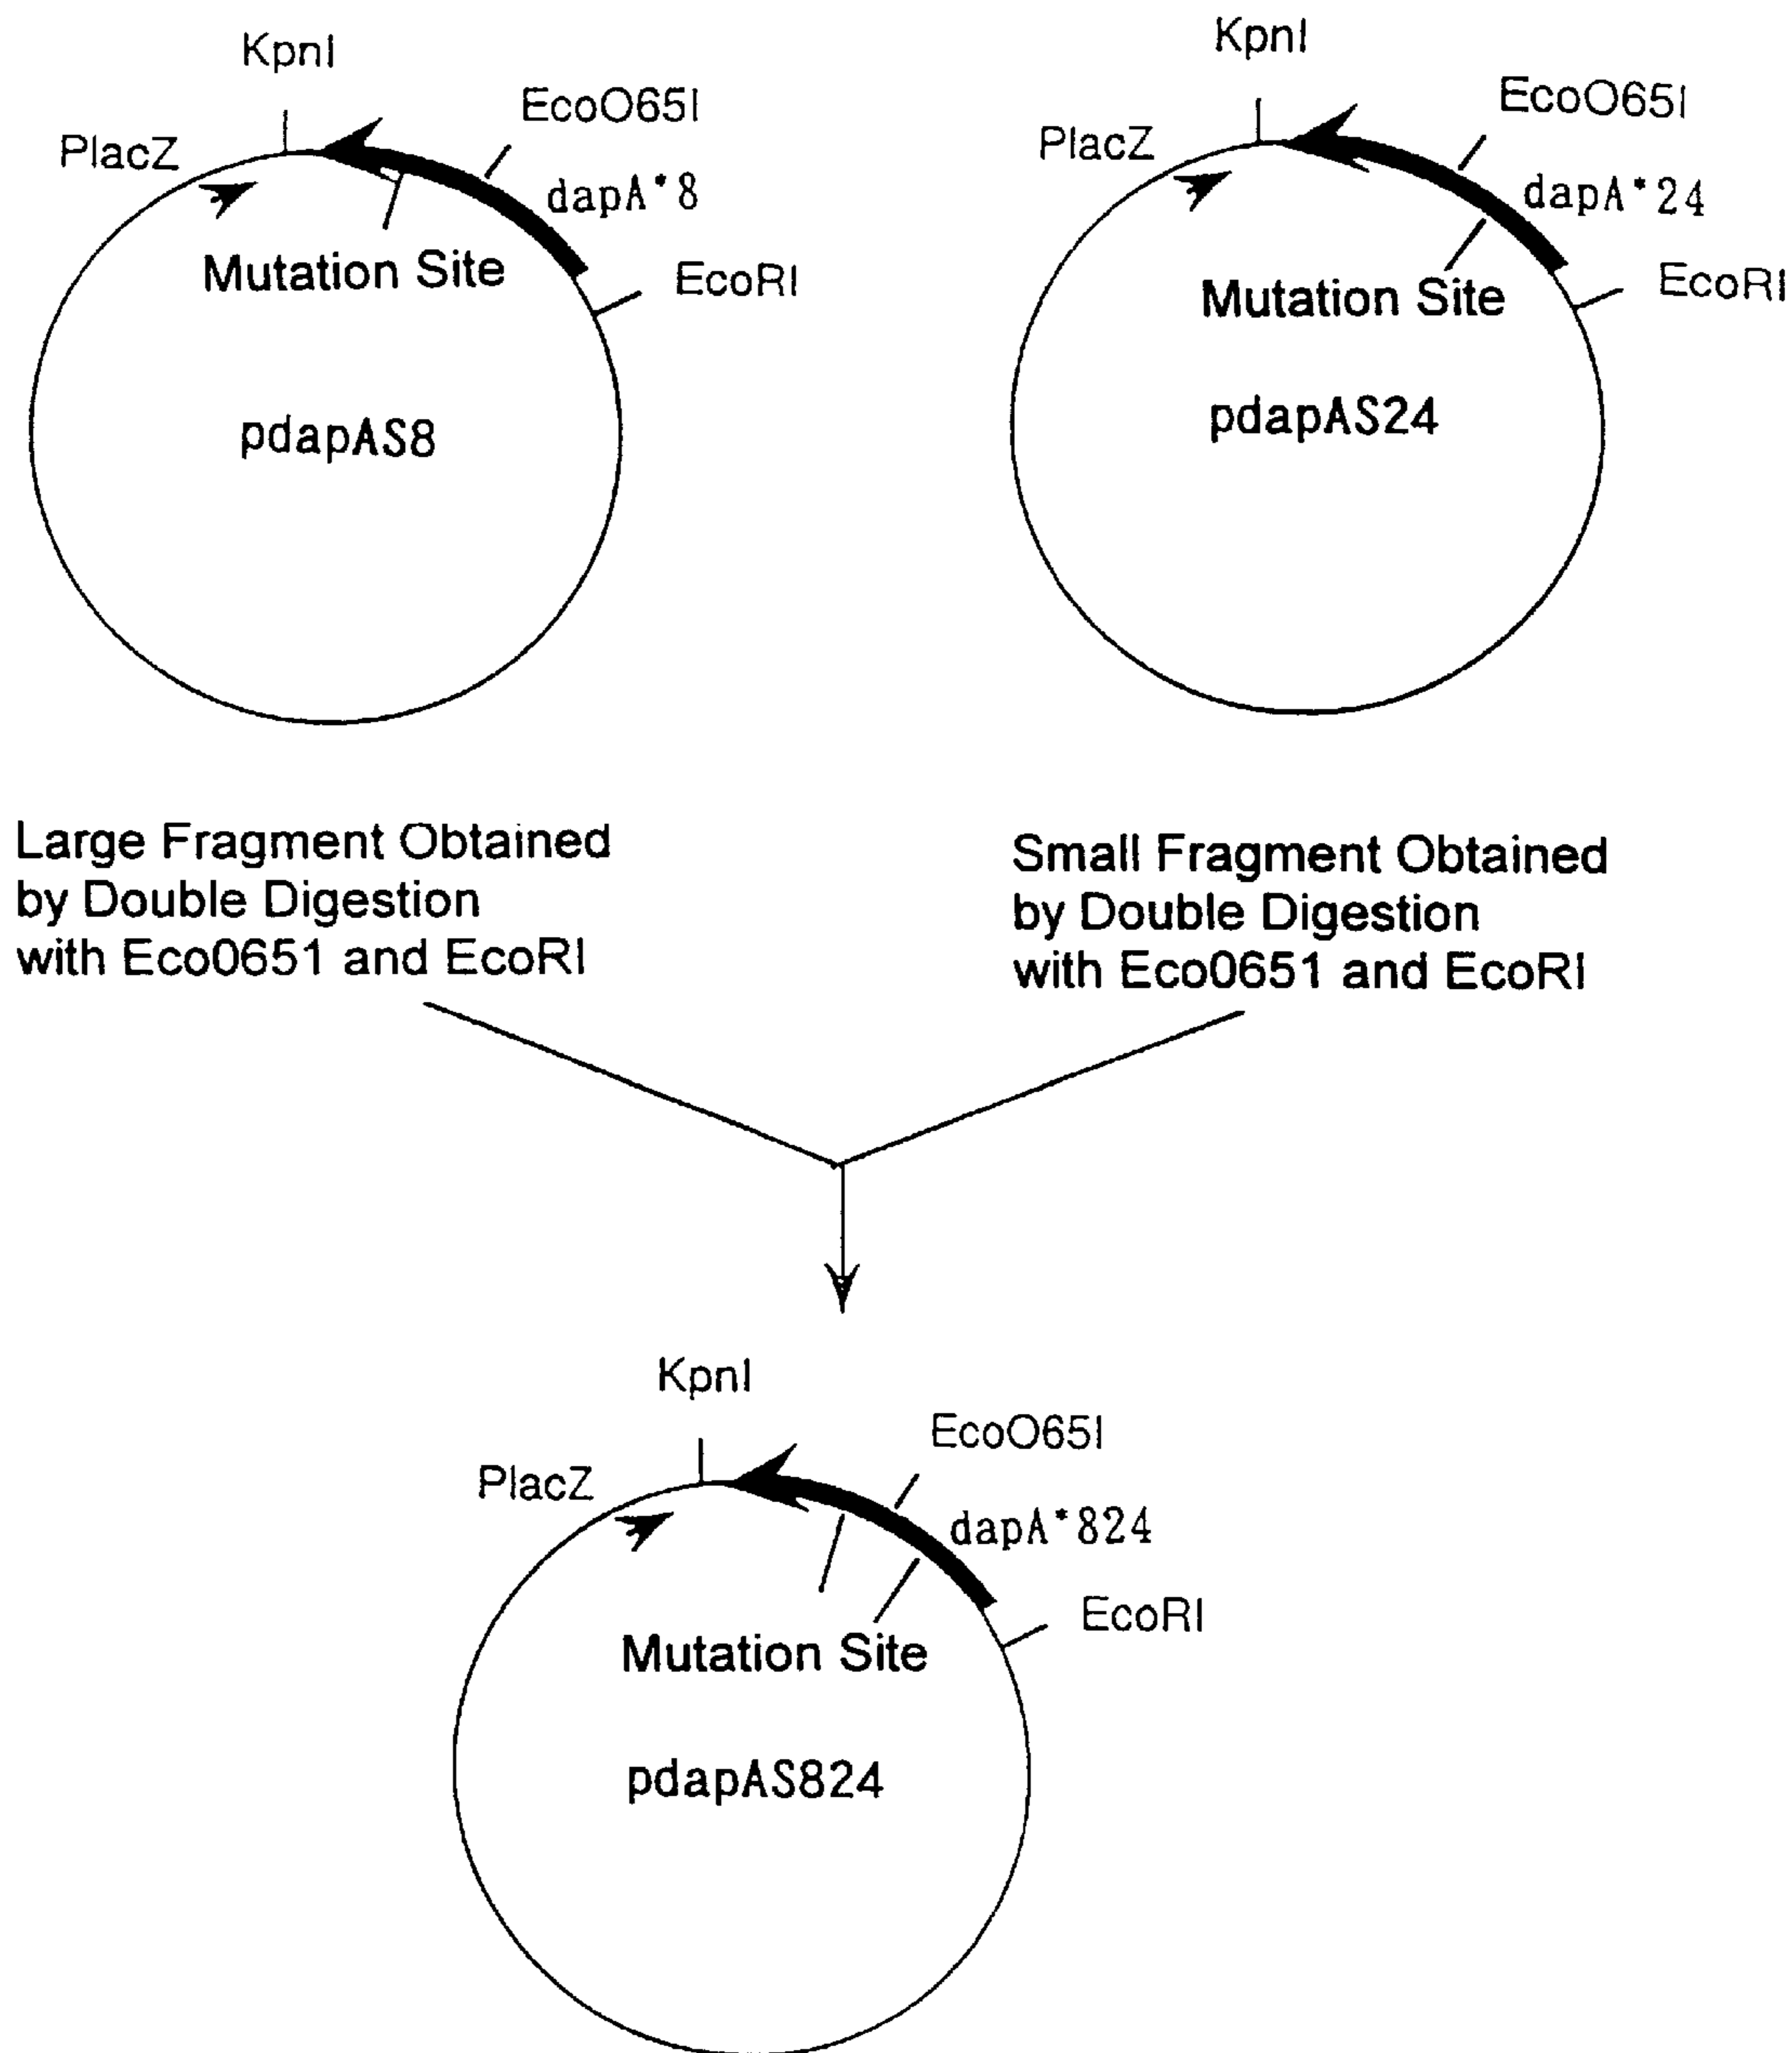 KpnI
EcoO65I
PlacZ
dapA*8
Mutation Site
EcoRI
pdapAS8
KpnI
EcoO65I
PlacZ
dapA*24
Mutation Site
EcoRI
pdapAS24
Large Fragment Obtained
by Double Digestion
with Eco0651 and EcoRI
Small Fragment Obtained
by Double Digestion
with Eco0651 and EcoRI
KpnI
EcoO65I
PlacZ
dapA*824
EcoRI
Mutation Site
pdapAS824